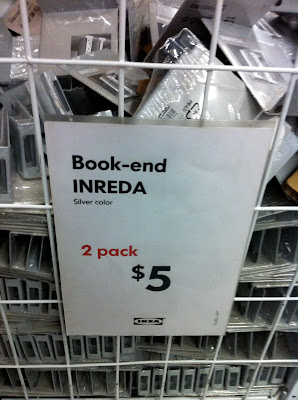 Book-end
INREDA
Silver color
2 pack
$5
IKEA